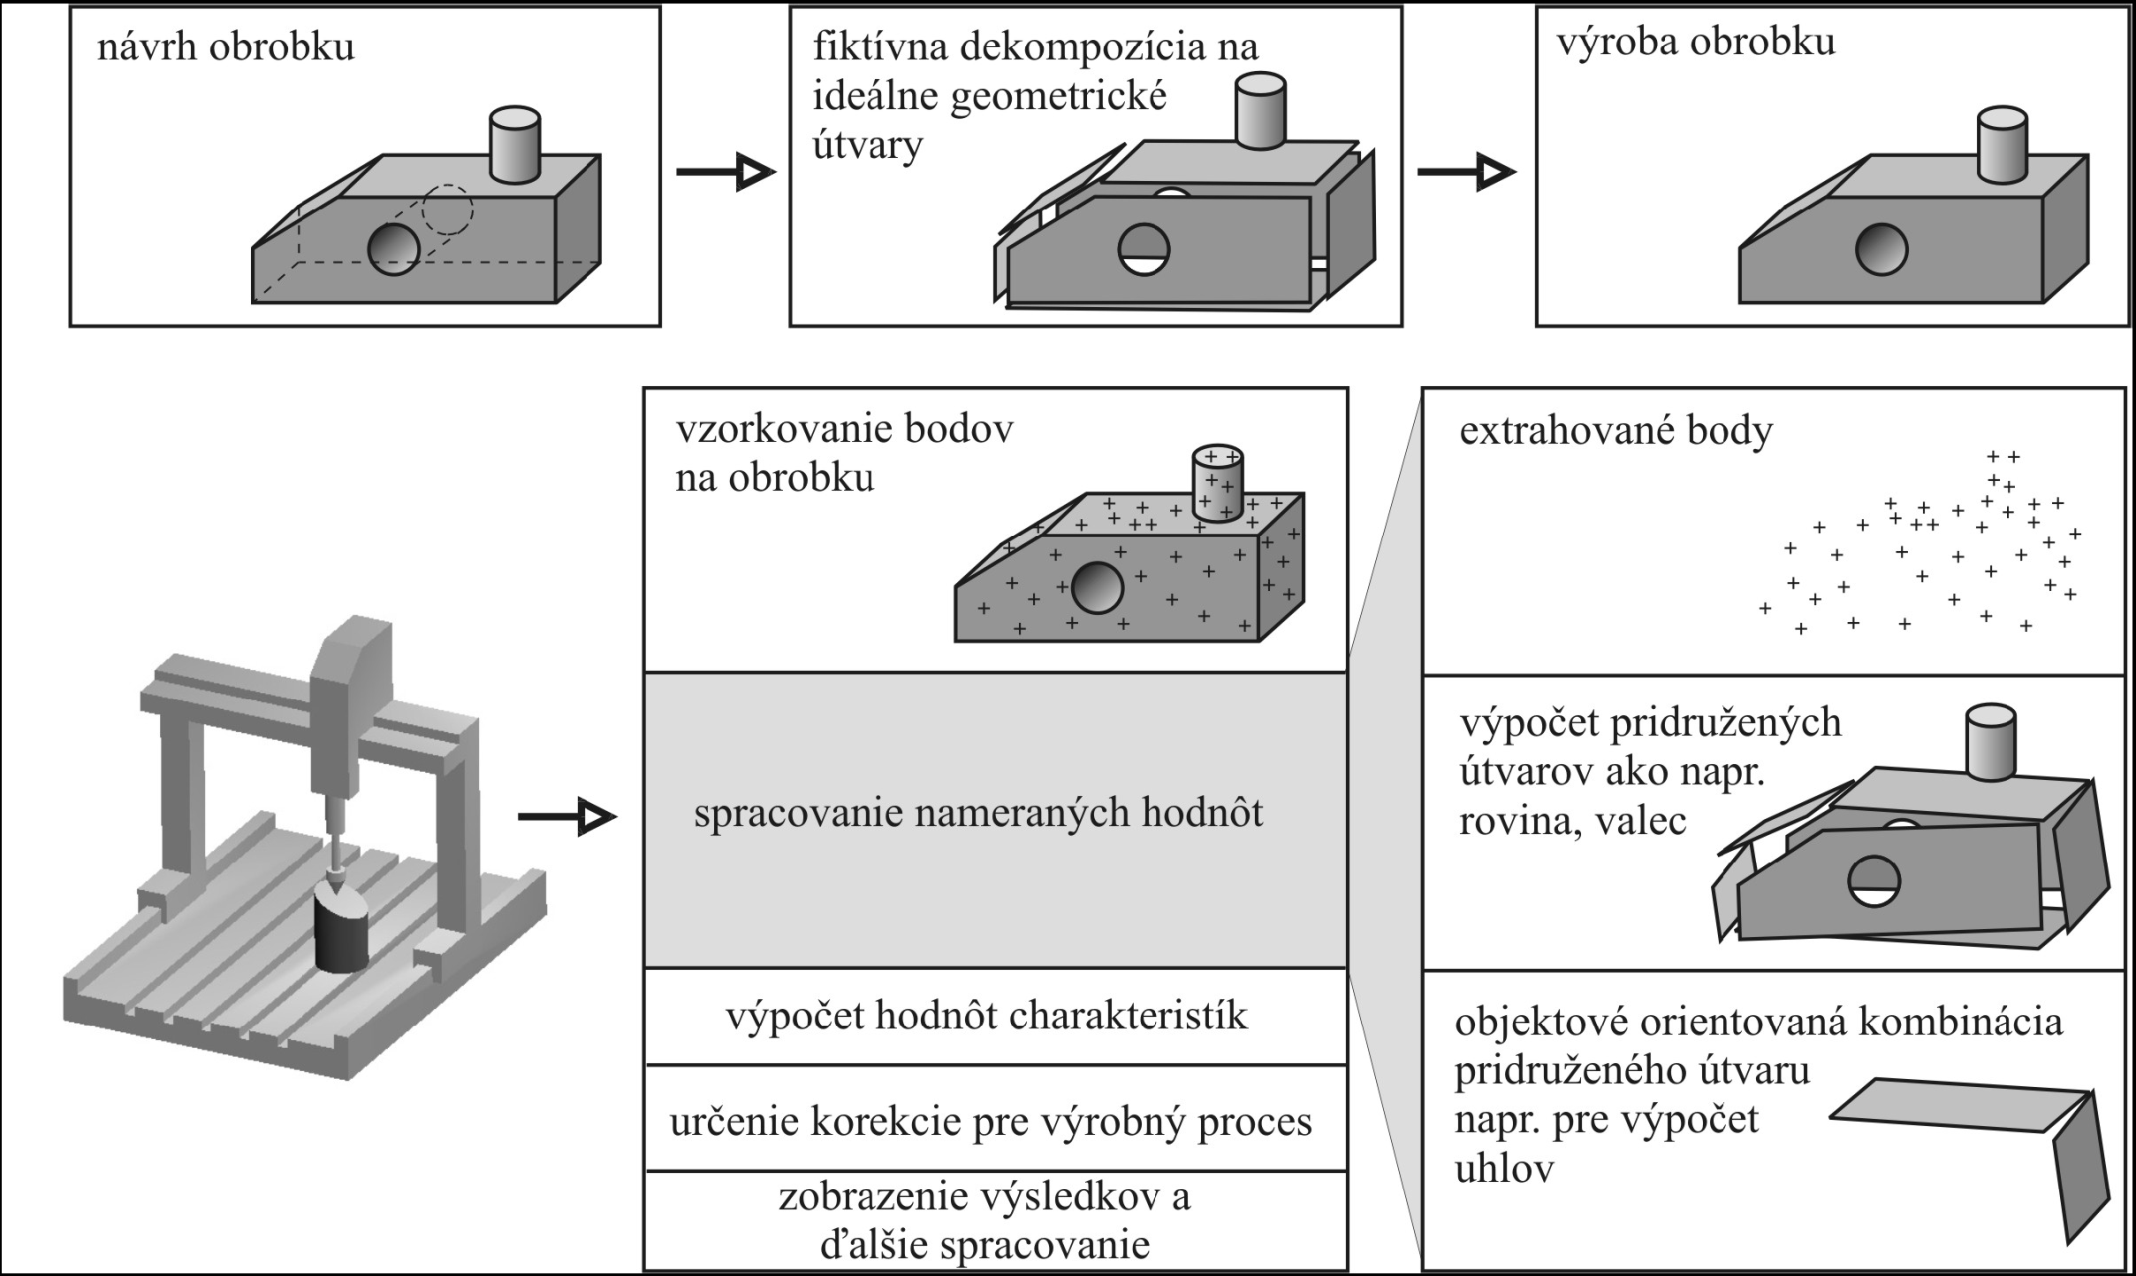 návrh obrobku
fiktívna dekompozícia na
ideálne geometrické
útvary
výroba obrobku
vzorkovanie bodov
na obrobku
spracovanie nameraných hodnôt
výpočet hodnôt charakteristík
určenie korekcie pre výrobný proces
zobrazenie výsledkov a
ďalšie spracovanie
extrahované body
výpočet pridružených
útvarov ako napr.
rovina, valec
objektové orientovaná kombinácia
pridruženého útvaru
napr. pre výpočet
uhlov